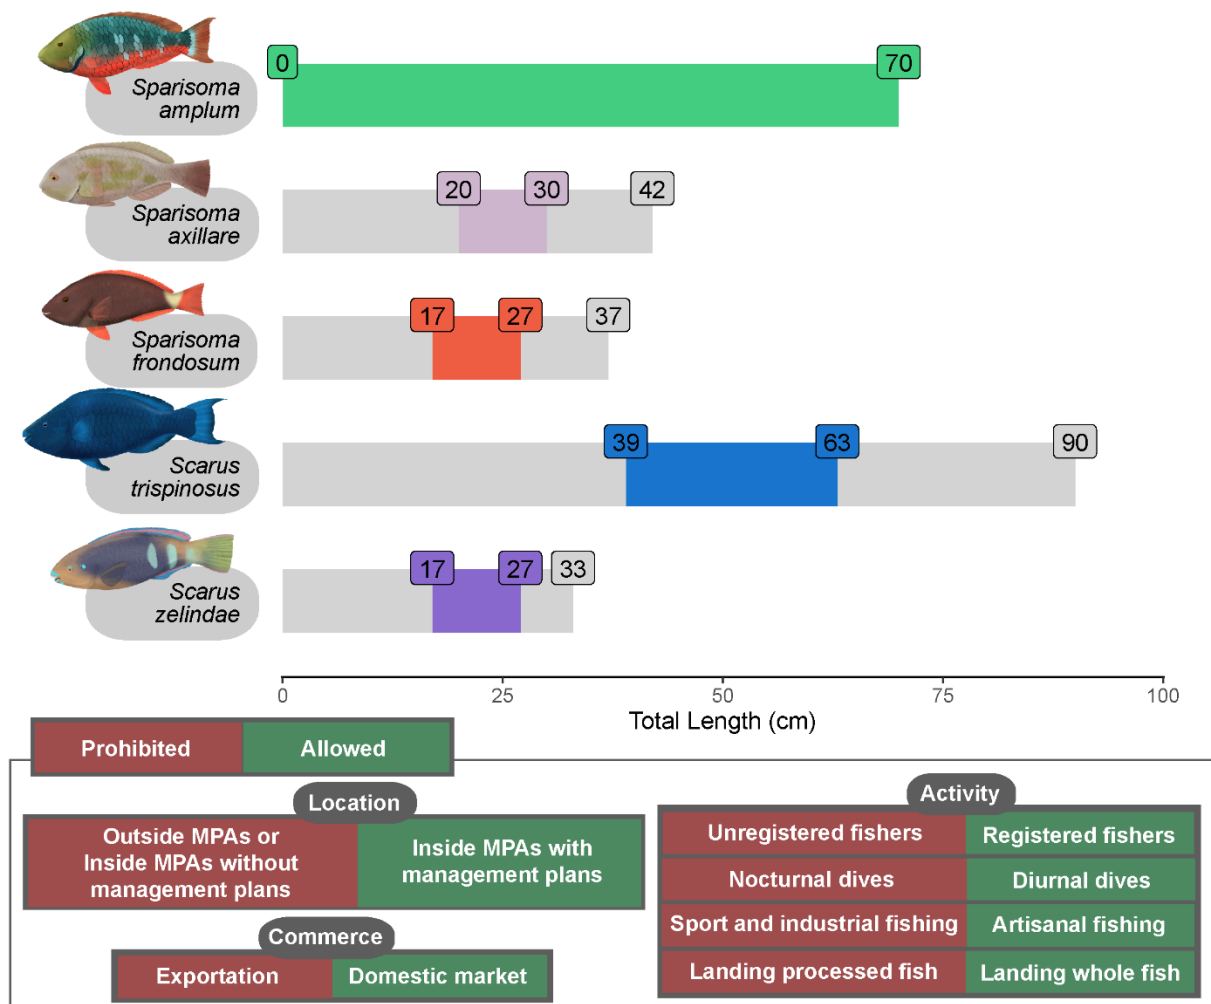 0
70
Sparisoma
amplum
20
30
42
Sparisoma
axillare
17
27
37
Sparisoma
frondosum
39
63
90
Scarus
trispinosus
17
27
33
Scarus
zelindae
0
25
50
75
100
Total Length (cm)
Prohibited
Allowed
Location
Outside MPAs or
Inside MPAs without
management plans
Inside MPAs with
management plans
Commerce
Exportation
Domestic market
Activity
Unregistered fishers
Registered fishers
Nocturnal dives
Diurnal dives
Sport and industrial fishing
Artisanal fishing
Landing processed fish
Landing whole fish